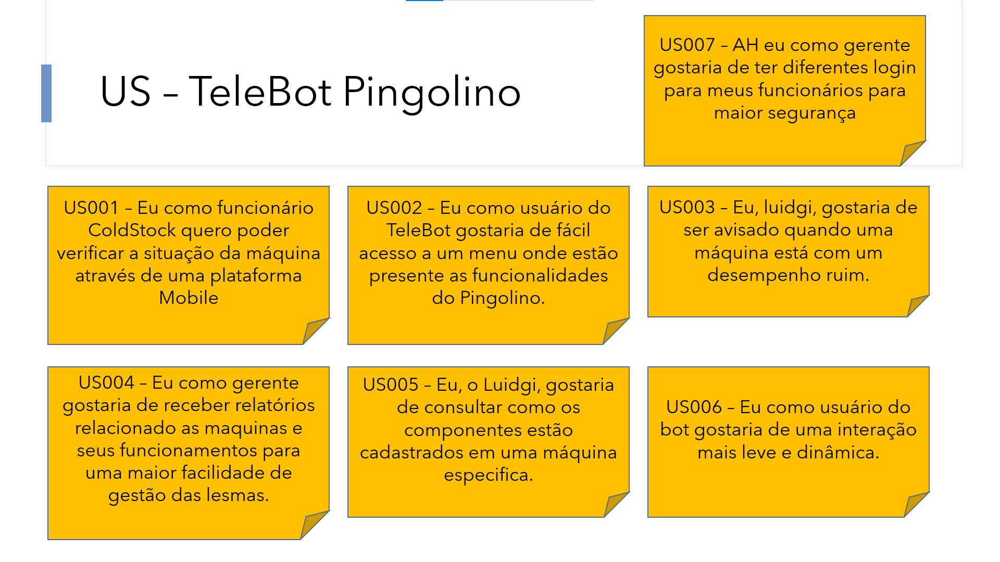 US – TeleBot Pingolino
US007 – AH eu como gerente
gostaria de ter diferentes login
para meus funcionários para
maior segurança
US001 – Eu como funcionário
ColdStock quero poder
verificar a situação da máquina
através de uma plataforma
Mobile
US002 – Eu como usuário do
TeleBot gostaria de fácil
acesso a um menu onde estão
presente as funcionalidades
do Pingolino.
US003 – Eu, luidgi, gostaria de
ser avisado quando uma
máquina está com um
desempenho ruim.
US004 – Eu como gerente
gostaria de receber relatórios
relacionado as maquinas e
seus funcionamentos para
uma maior facilidade de
gestão das lesmas.
US005 – Eu, o Luidgi, gostaria
de consultar como os
componentes estão
cadastrados em uma máquina
especifica.
US006 – Eu como usuário do
bot gostaria de uma interação
mais leve e dinâmica.